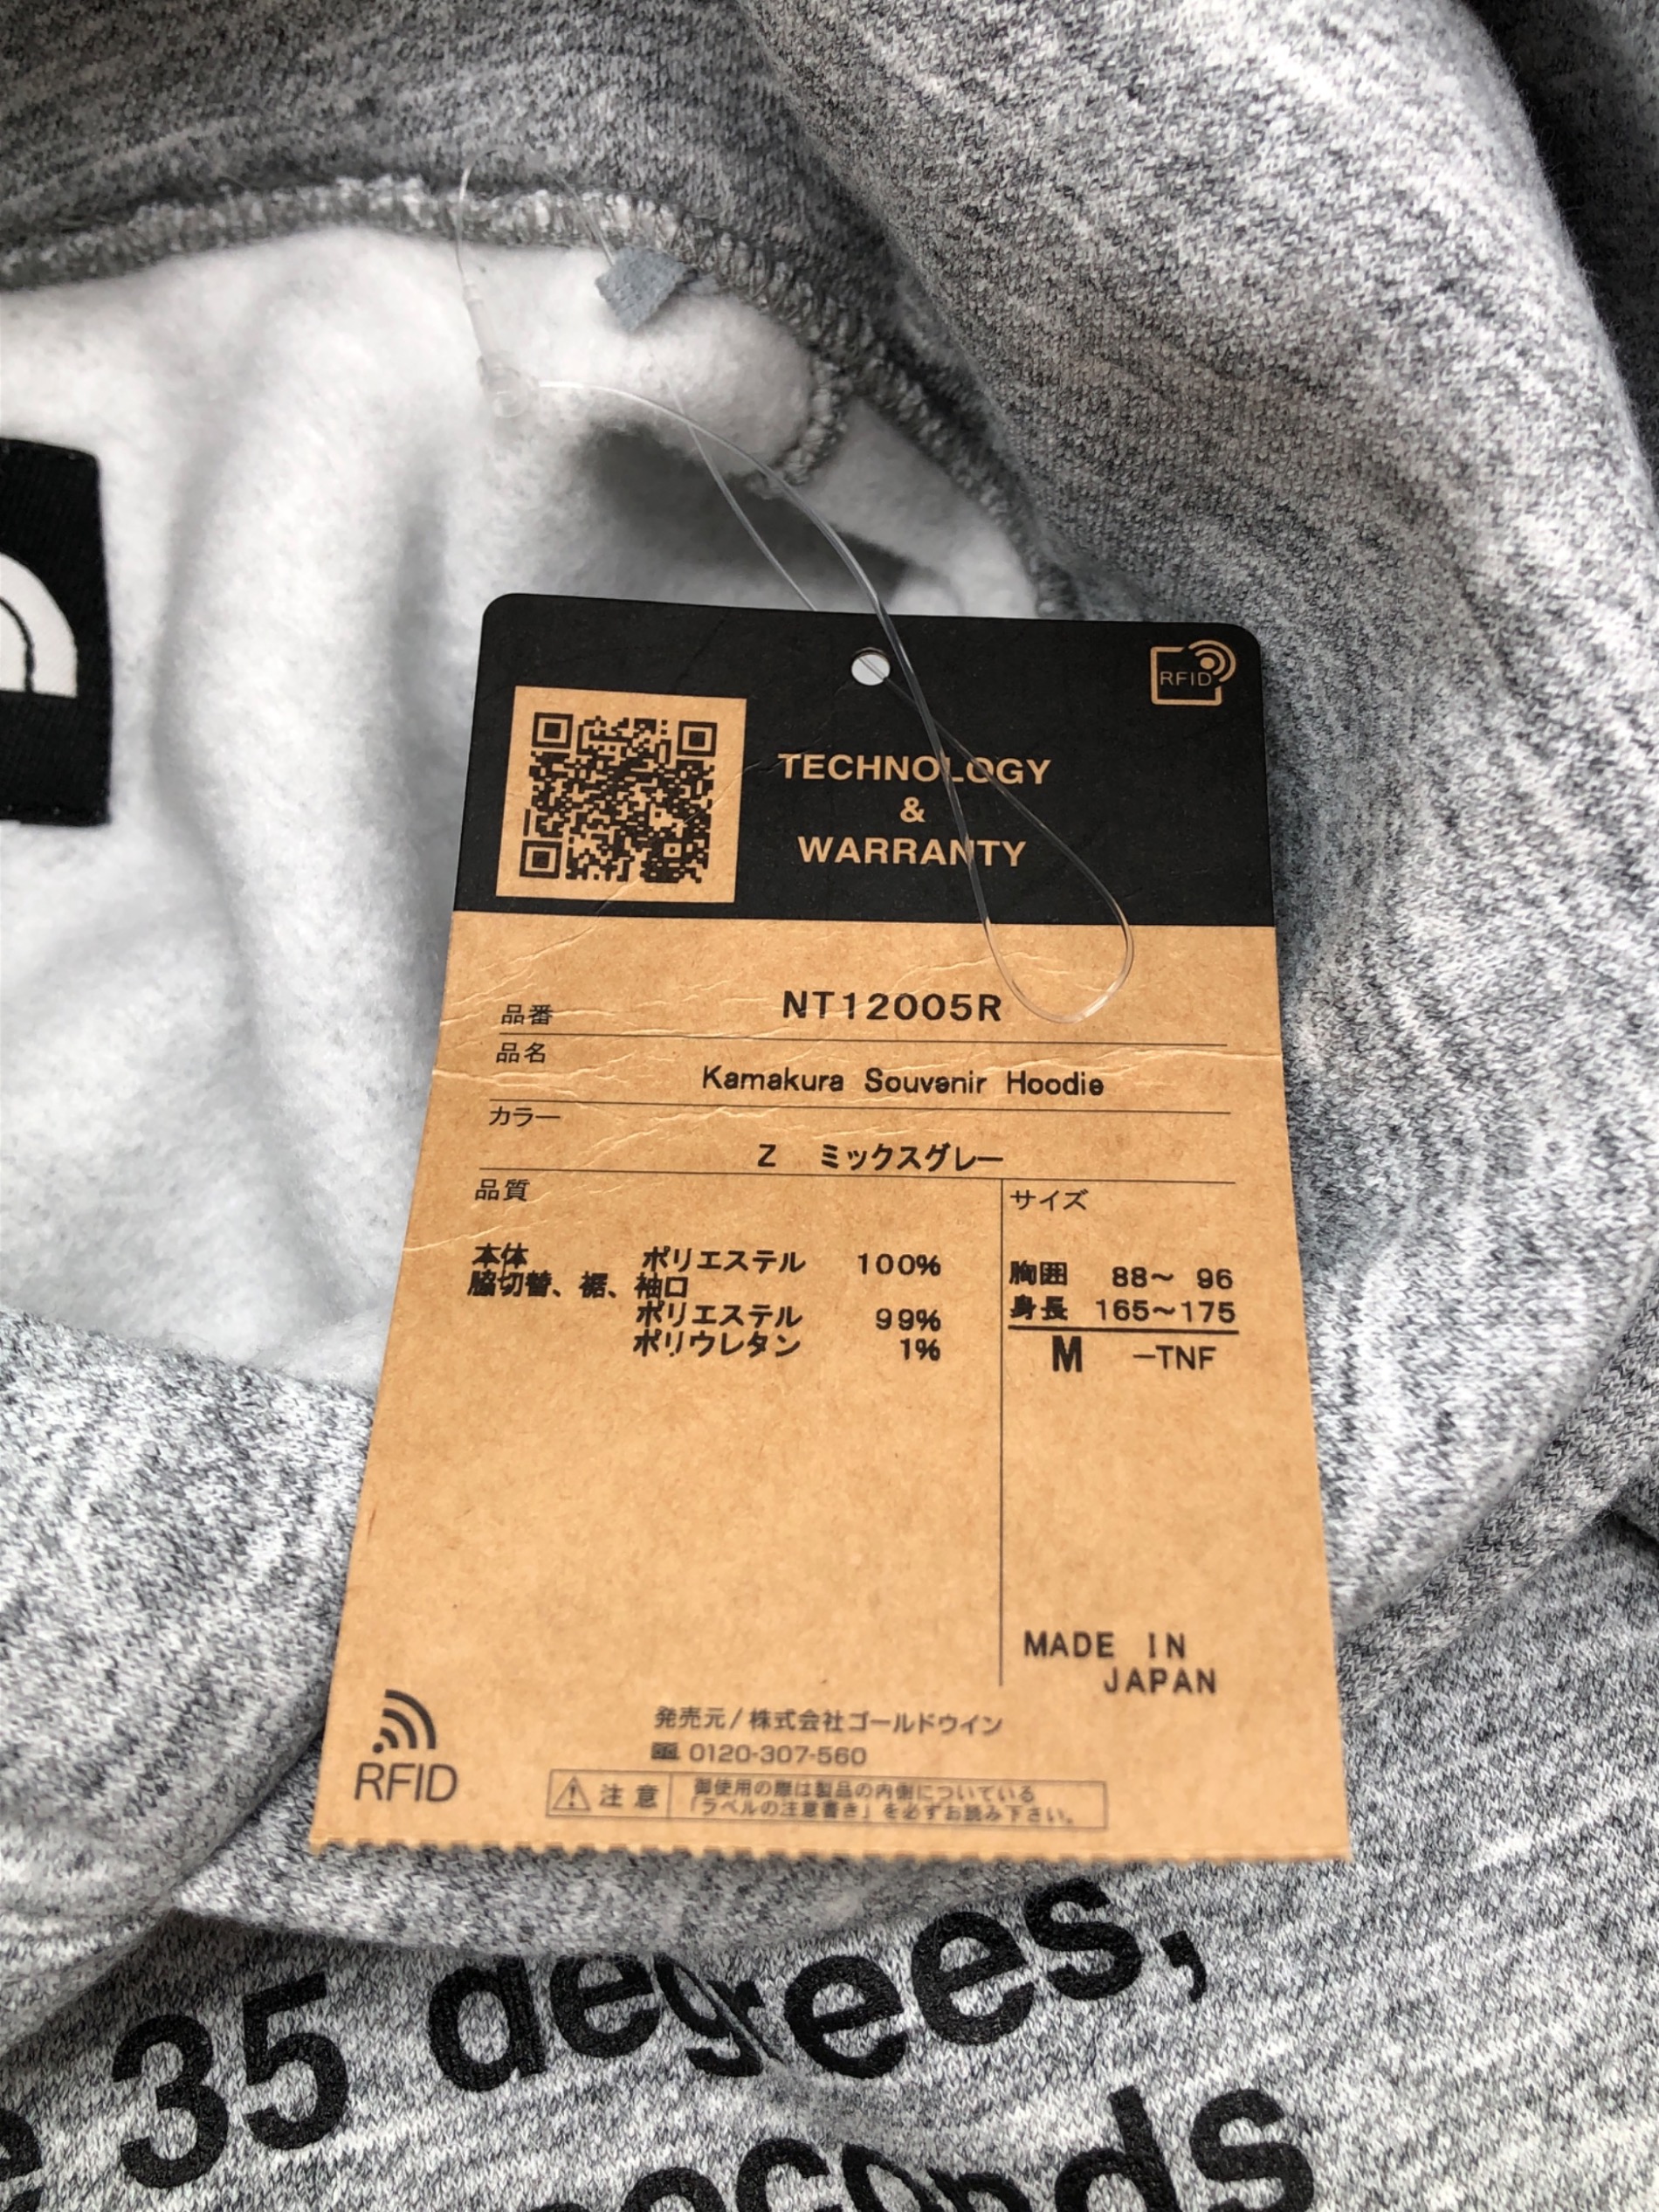 RFID
TECHNOLOGY
&
WARRANTY
品番 NT12005R
品名
Kamakura Souvenir Hoodie
カラー
Z ミックスグレー
品質
本体 ポリエステル 100%
脇切替、裾、袖口
ポリエステル 99%
ポリウレタン 1%
サイズ
胸囲 88～ 96
身長 165～175
M －TNF
MADE IN
JAPAN
発売元/株式会社ゴールドウイン
0120-307-560
RFID
注意
御使用の際は製品の内側についている
「ラベルの注意書き」を必ずお読み下さい。
35 degrees,